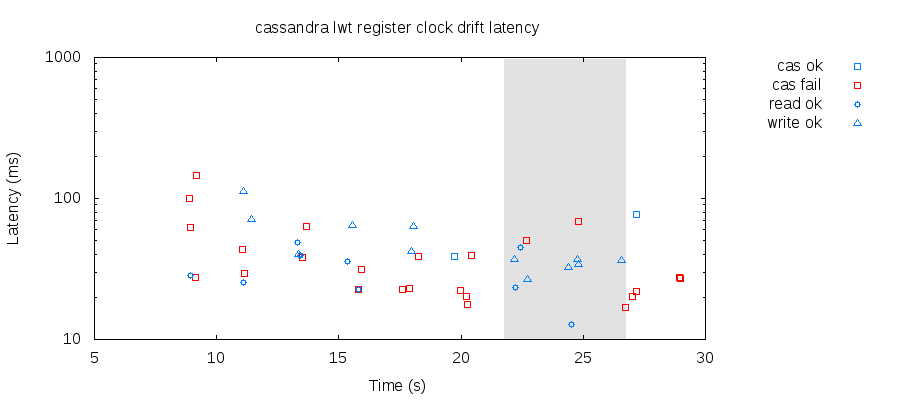 cassandra lwt register clock drift latency
1000
100
10
Latency (ms)
5 10 15 20 25 30
Time (s)
cas ok
cas fail
read ok
write ok